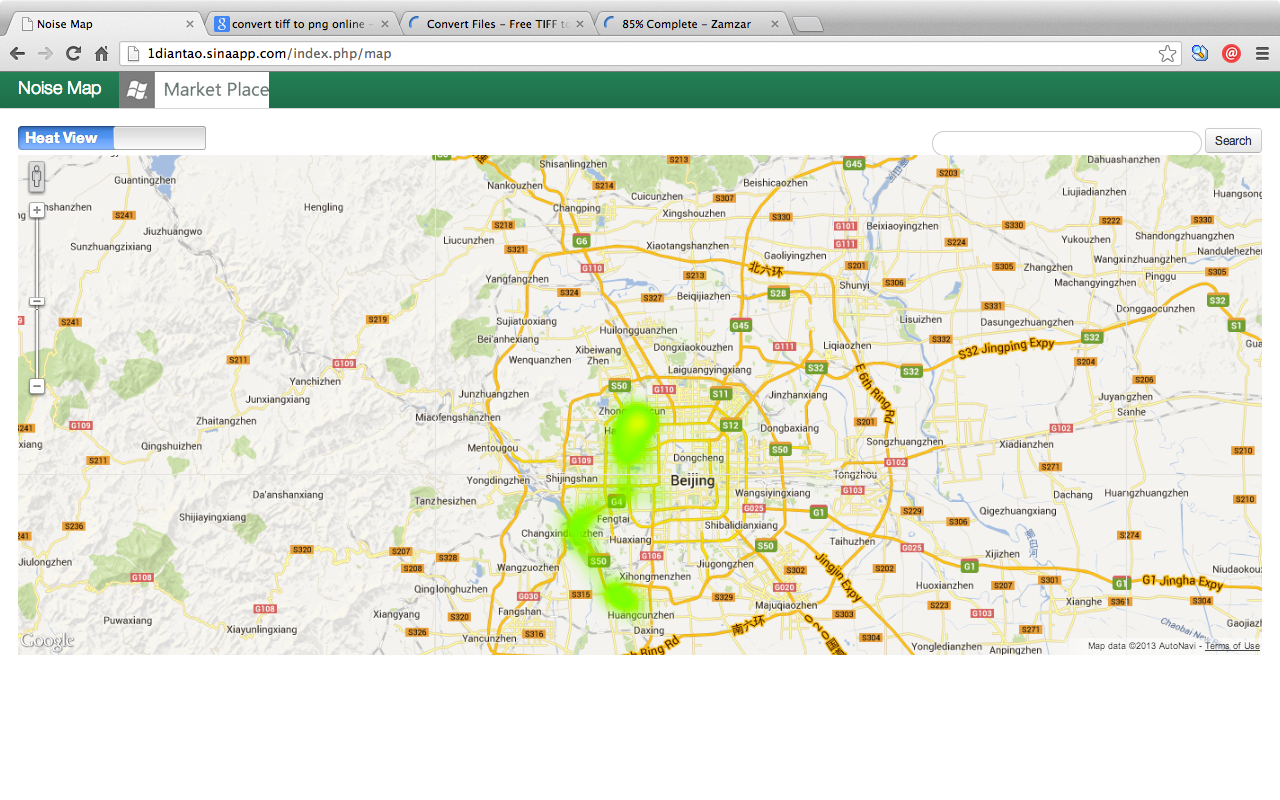 Noise Map
convert tiff to png online -
Convert Files - Free TIFF to
85% Complete - Zamzar
1diantao.sinaapp.com/index.php/map
Noise Map
Market Place
Heat View
Search
G45
S213
Dahuashanzhen
Shisanlingzhen
Guantingzhen
Nankouzhen
S214
Beishicaozhen
S203
Liujiadianzhen
Huangsong
Cuicunzhen
S307
nshanzhen
S241
Hengling
Changping
Xingshouzhen
S330
G101
Beixiaoyingzhen
S330
S222
S330
Jiuzhuangwo
S218
Liucunzhen
G6
Xiaotangshanzhen
G111
S224
Yukouzhen
Shandongzhuangzhen
Sunzhuangzixiang
S321
Gaoliyingzhen
Nandulehezhen
G110
北六环
S201
S305
Zhangzhen
Wangxinzhuangzhen
S305
Yangfangzhen
S213
Shunyi
S306
Machangyingzhen
Pinggu
S324
S327
Beiqijiazhen
S28
S331
Donggaocunzhen
S32
S241
S219
Sujiatuoxiang
Huilongguanzhen
G45
Lisuizhen
Dasungezhuangzhen
S1
Bei'anhexiang
Xibeiwang
Zhen
Dongxiaokouzhen
G111
Liqiaozhen
S332
S32 Jingping Expy
S32
Gua
S211
G109
Wenquanzhen
Laiguangyingxiang
S32
S32
S204
Yanchizhen
S50
G110
S11
Jinzhanxiang
E 6th Ring Rd
S206
Junxiangxiang
Junzhuangzhen
Juyangzhen
Zhaitangzhen
Miaofengshanzhen
S201
Sanhe
G109
S241
S12
Dongbaxiang
G102
xiang
Qingshuizhen
Mentougou
S50
Songzhuangzhen
Xiadianzhen
S210
S211
G109
Dongcheng
G102
S271
Yongdingzhen
Shijingshan
Beijing
Tongzhou
Da'anshanxiang
Tanzhesizhen
G4
Wangsiyingxiang
G103
Dachang
Huangzhuangzhen
S210
Shijiayingxiang
Fengtai
G025
G1
S229
Qigezhuangxiang
S236
Shibalidianxiang
S306
Changxindianzhen
Huaxiang
Taihuzhen
S274
S320
S207
S328
G106
S50
G025
Xijizhen
Jiulongzhen
S208
Wangzuozhen
S50
Jiugongzhen
Jingjin Expy
G1
Niudaokou
G108
Qinglonghuzhen
Xihongmenzhen
S302
S202
Huoxianzhen
S207
S301
G1
G1 Jingha Expy
G108
G030
S315
G020
S329
Majuqiaozhen
S223
G103
Xianghe
S361
S304
Puwaxiang
Xiayunlingxiang
Xiangyang
Fangshan
S320
Huangcunzhen
S303
S326
S316
Daxing
南六环
S304
S271
Chaobai New
Gaojiazh
Google
Yancunzhen
h Ring Rd
Yongledianzhen
Anpingzhen
Map data ©2013 AutoNavi - Terms of Use